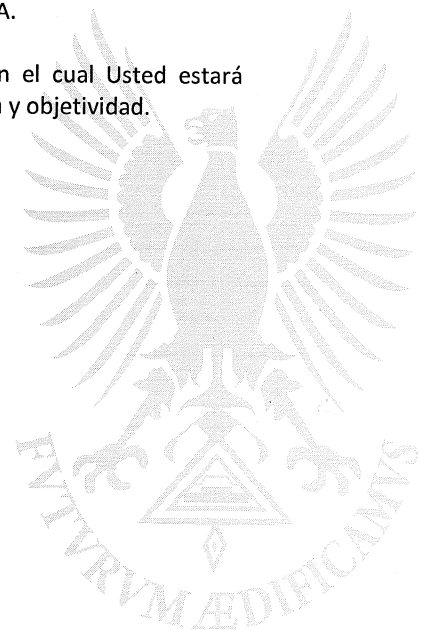 A.
n el cual Usted estará
y objetividad.
FVTVRVM ÆDIFICAMVS